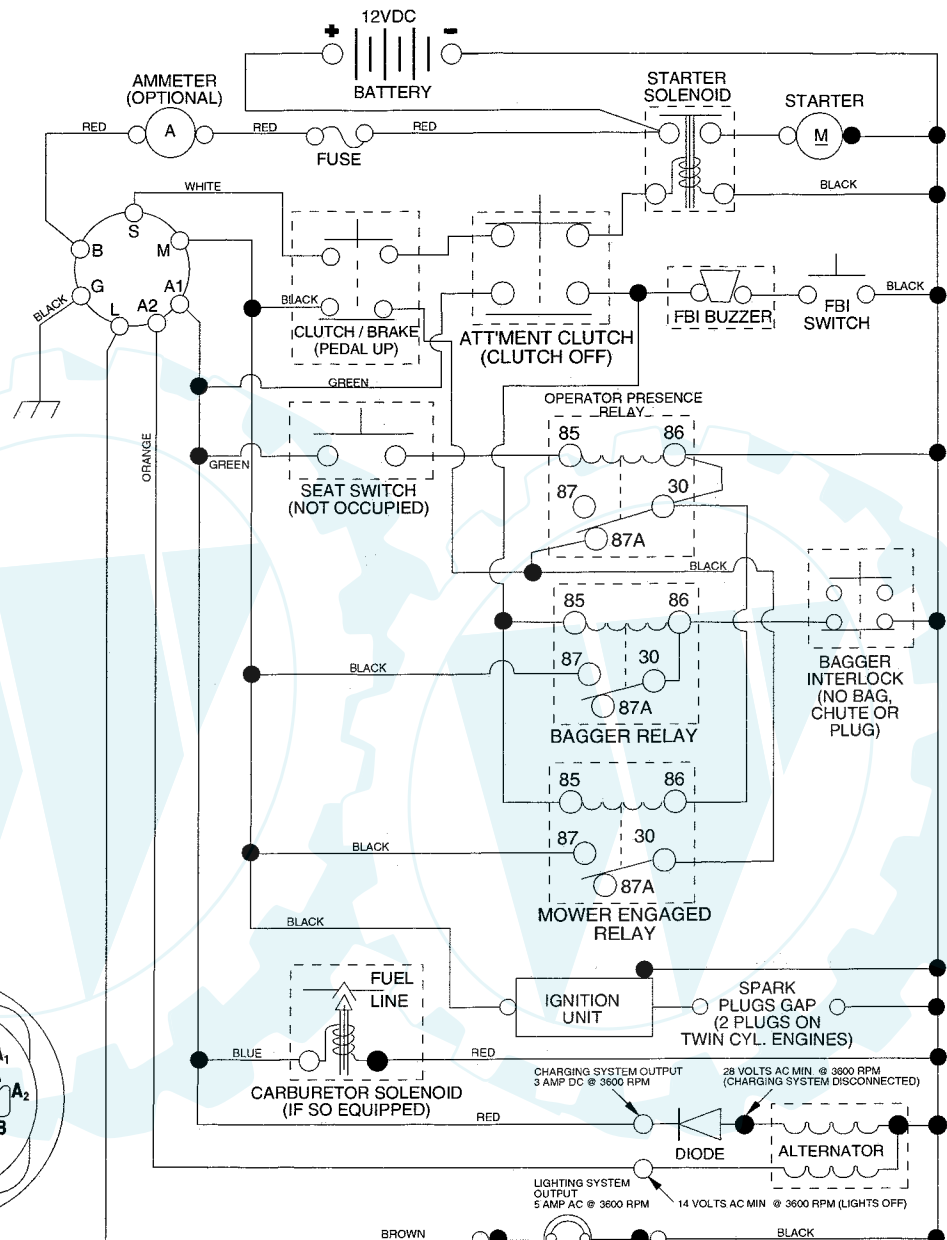 12VDC
+
-
BATTERY
AMMETER
(OPTIONAL)
STARTER
SOLENOID
STARTER
A
M
RED
RED
RED
FUSE
WHITE
BLACK
S
B
M
G
A1
L
A2
BLACK
BLACK
CLUTCH / BRAKE
(PEDAL UP)
ATT'MENT CLUTCH
(CLUTCH OFF)
FBI BUZZER
FBI
SWITCH
BLACK
GREEN
OPERATOR PRESENCE
RELAY
85
86
87
30
87A
ORANGE
GREEN
SEAT SWITCH
(NOT OCCUPIED)
BLACK
85
86
87
30
87A
BAGGER RELAY
BLACK
BAGGER
INTERLOCK
(NO BAG,
CHUTE OR
PLUG)
85
86
87
30
87A
MOWER ENGAGED
RELAY
BLACK
BLACK
FUEL
LINE
IGNITION
UNIT
SPARK
PLUGS GAP
(2 PLUGS ON
TWIN CYL. ENGINES)
BLUE
RED
CARBURETOR SOLENOID
(IF SO EQUIPPED)
CHARGING SYSTEM OUTPUT
3 AMP DC @ 3600 RPM
28 VOLTS AC MIN. @ 3600 RPM
(CHARGING SYSTEM DISCONNECTED)
RED
DIODE
ALTERNATOR
LIGHTING SYSTEM
OUTPUT
5 AMP AC @ 3600 RPM
14 VOLTS AC MIN @ 3600 RPM (LIGHTS OFF)
BROWN
BLACK
A2